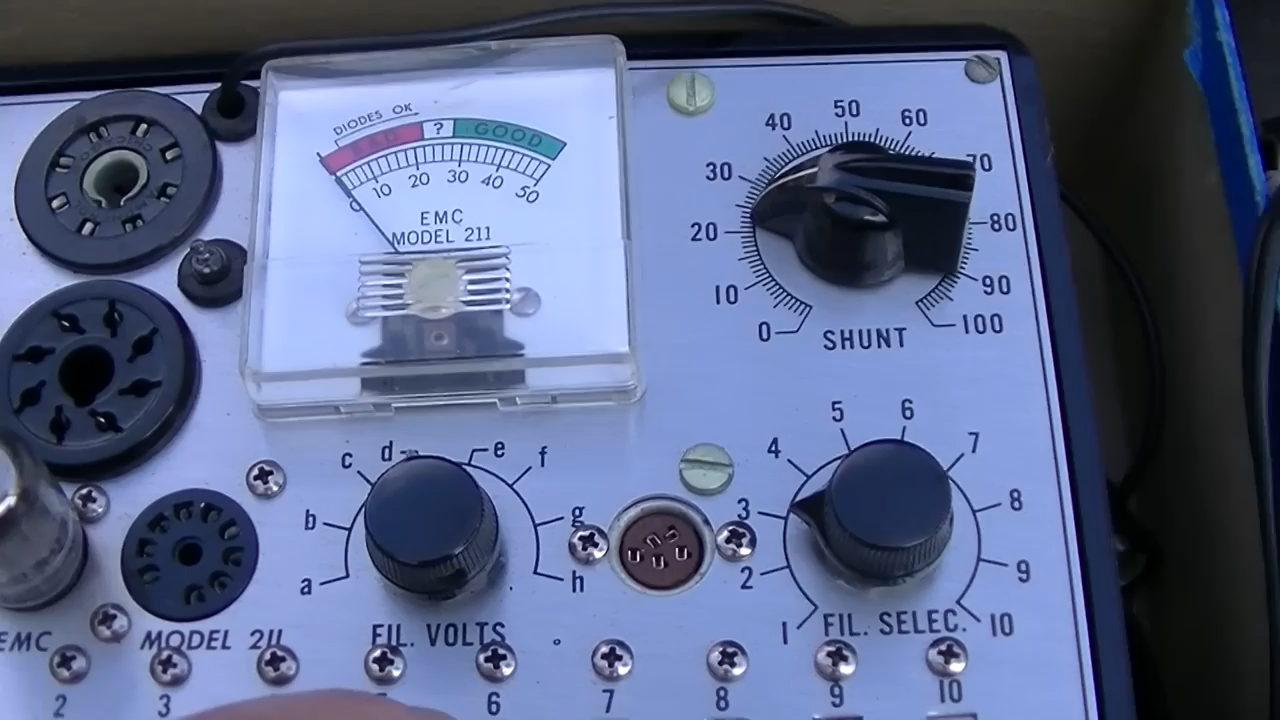 DIODES OK
BAD ? GOOD
0 10 20 30 40 50
EMC
MODEL 211
0 10 20 30 40 50 60 70 80 90 100
SHUNT
a b c d e f g h
FIL. VOLTS
1 2 3 4 5 6 7 8 9 10
FIL. SELEC.
EMC MODEL 211
2 3 5 6 7 8 9 10